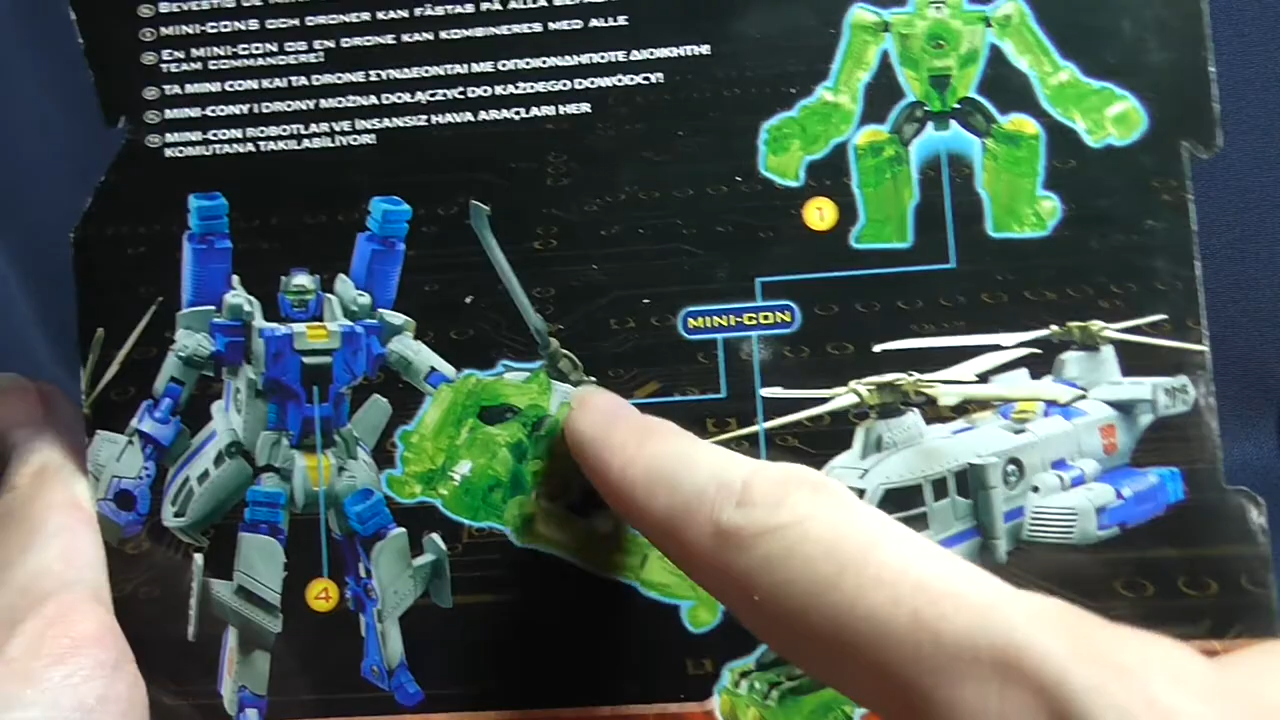 MINI-CONS OCH DRONER KAN FÄSTAS PÅ ALLA
EN MINI-CON OG EN DRONE KAN KOMBINERES MED ALLE
TEAM COMMANDERE!
TA MINI CON KAI TA DRONE ΣΥΝΔΕΟΝΤΑΙ ΜΕ ΟΠΟΙΟΝΔΗΠΟΤΕ ΔΙΟΙΚΗΤΗ!
MINI-CONY I DRONY MOŻNA DOŁĄCZYĆ DO KAŻDEGO DOWÓDCY!
MINI-CON ROBOTLAR VE İNSANSIZ HAVA ARAÇLARI HER
KOMUTANA TAKILABİLİYOR!
1
MINI-CON
4